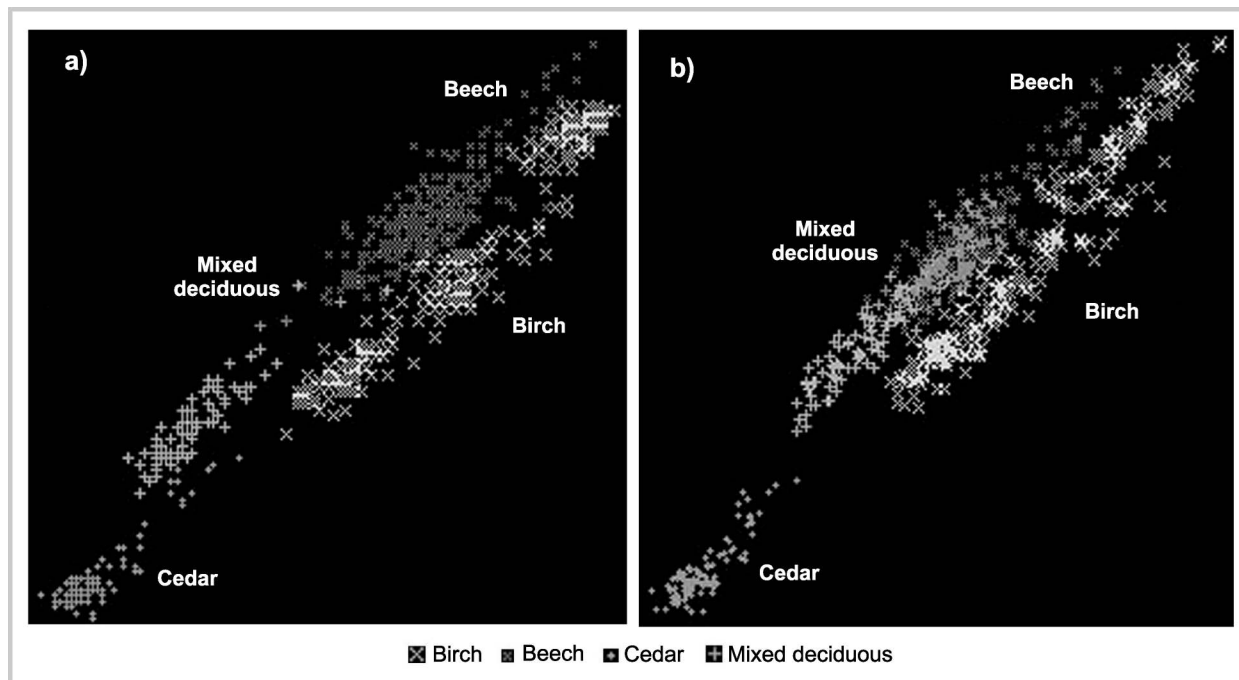 a)
Beech
Mixed
deciduous
Birch
Cedar
b)
Beech
Mixed
deciduous
Birch
Cedar
Birch Beech Cedar Mixed deciduous